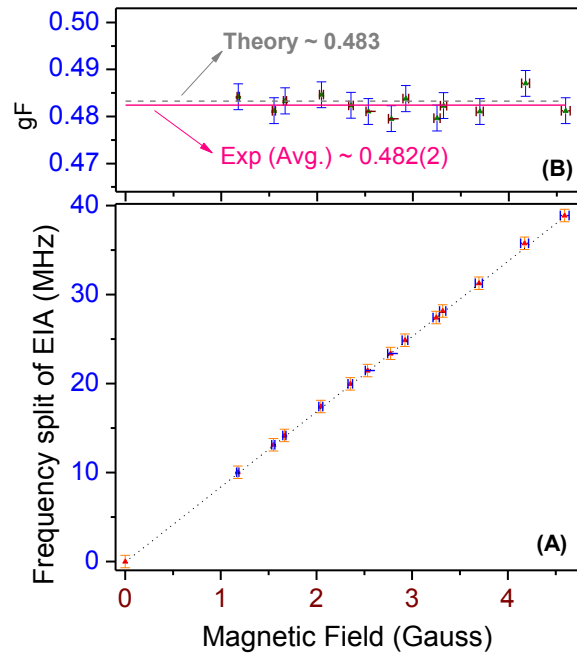 0.50
Theory ~ 0.483
0.49
gF
0.48
Exp (Avg.) ~ 0.482(2)
0.47
(B)
40
30
20
10
0
Frequency split of EIA (MHz)
(A)
0 1 2 3 4
Magnetic Field (Gauss)